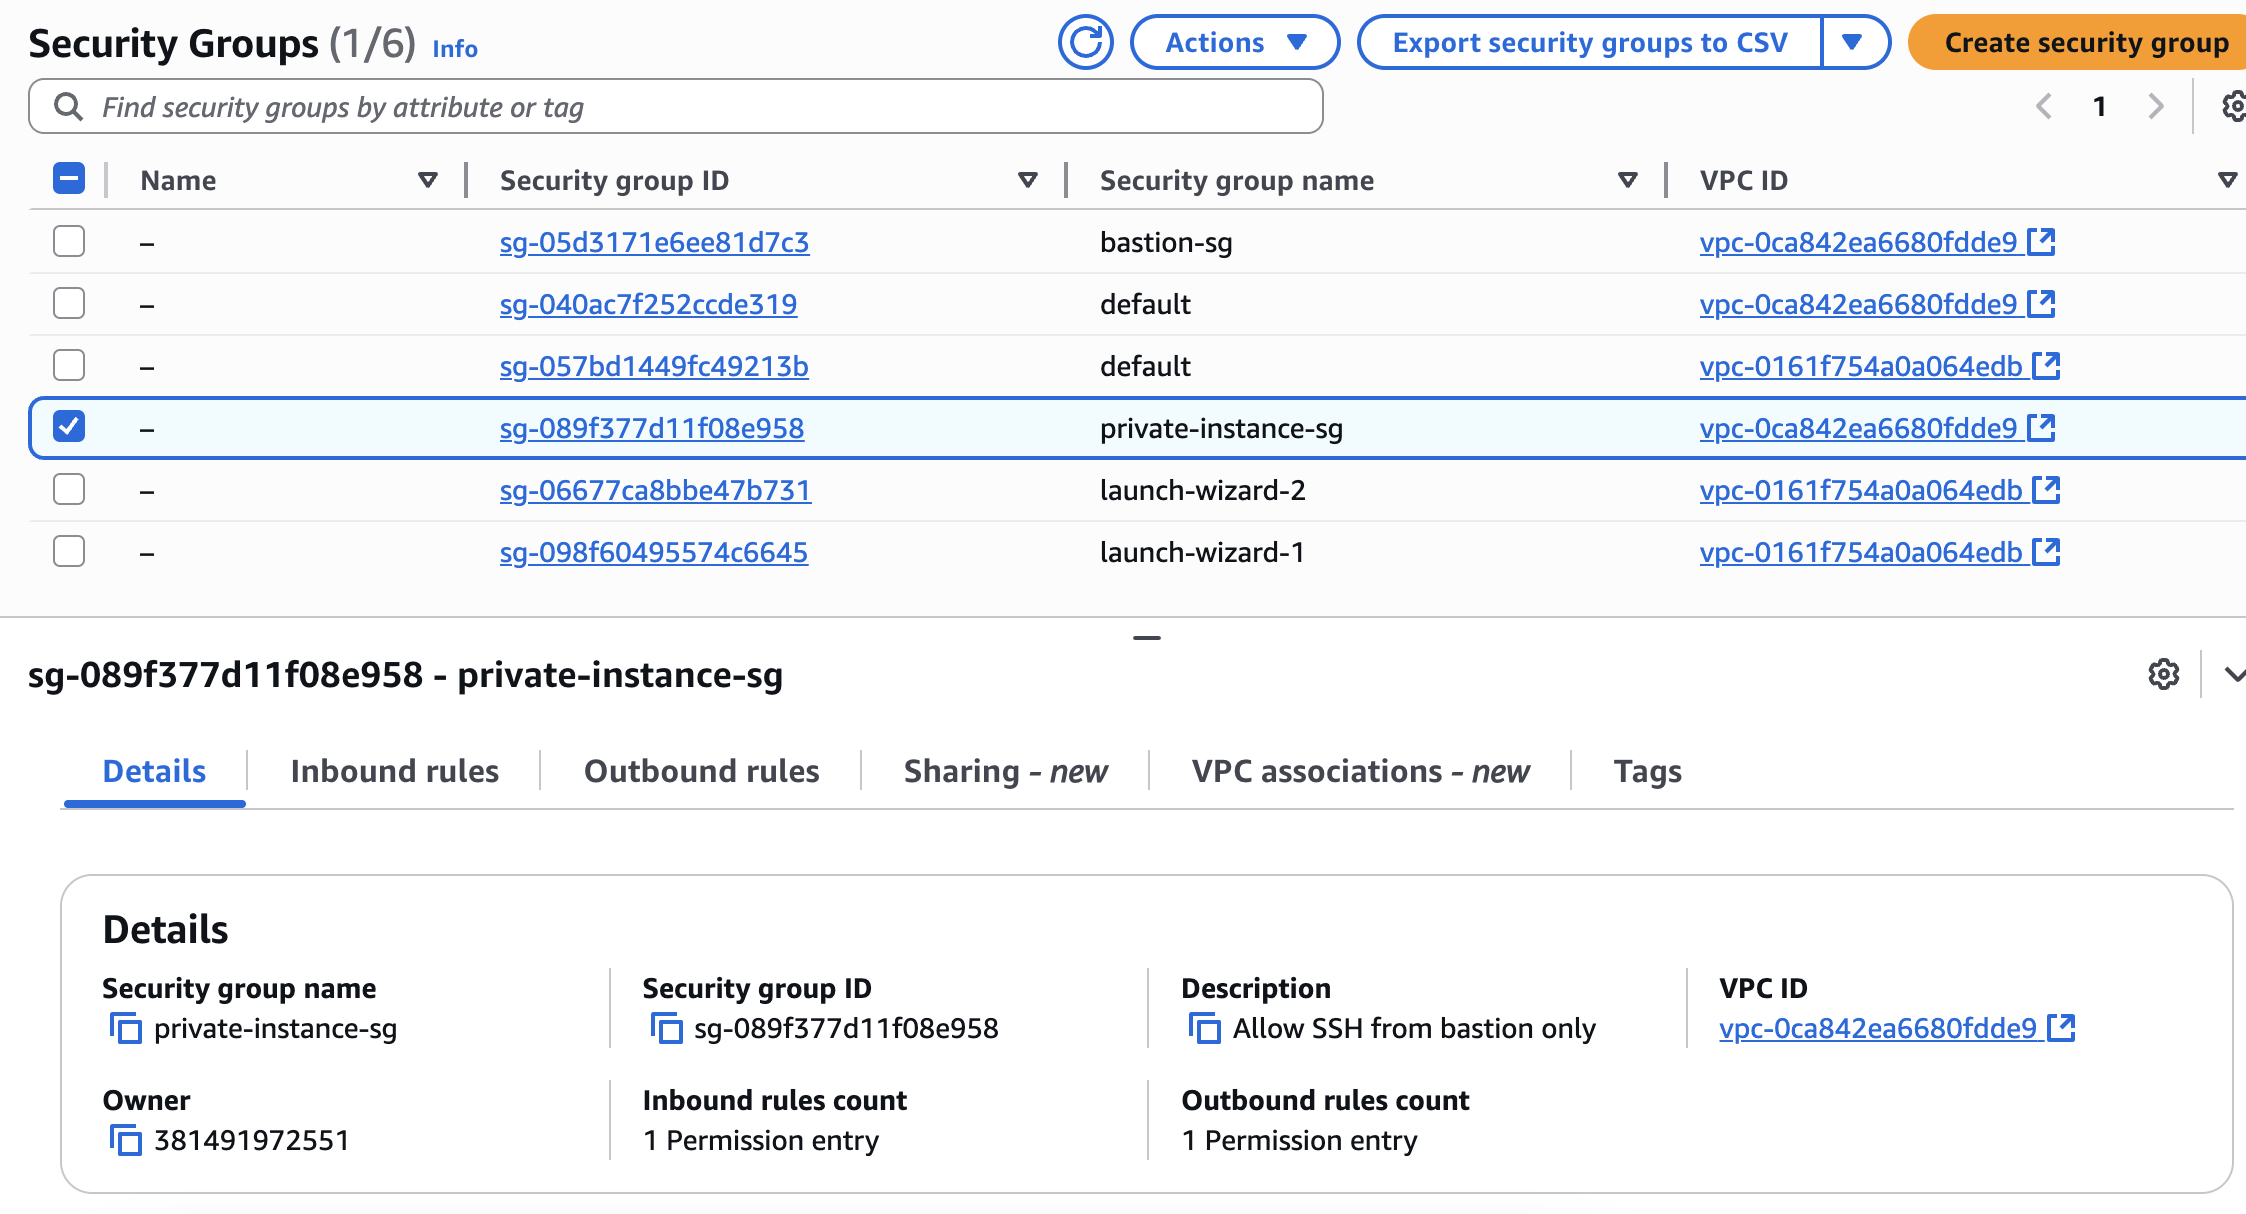 Security Groups (1/6) Info Actions Export security groups to CSV Create security group
Find security groups by attribute or tag 1
Name Security group ID Security group name VPC ID
– sg-05d3171e6ee81d7c3 bastion-sg vpc-0ca842ea6680fdde9
– sg-040ac7f252ccde319 default vpc-0ca842ea6680fdde9
– sg-057bd1449fc49213b default vpc-0161f754a0a064edb
– sg-089f377d11f08e958 private-instance-sg vpc-0ca842ea6680fdde9
– sg-06677ca8bbe47b731 launch-wizard-2 vpc-0161f754a0a064edb
– sg-098f60495574c6645 launch-wizard-1 vpc-0161f754a0a064edb
sg-089f377d11f08e958 - private-instance-sg
Details Inbound rules Outbound rules Sharing - new VPC associations - new Tags
Details
Security group name Security group ID Description VPC ID
private-instance-sg sg-089f377d11f08e958 Allow SSH from bastion only vpc-0ca842ea6680fdde9
Owner Inbound rules count Outbound rules count
381491972551 1 Permission entry 1 Permission entry